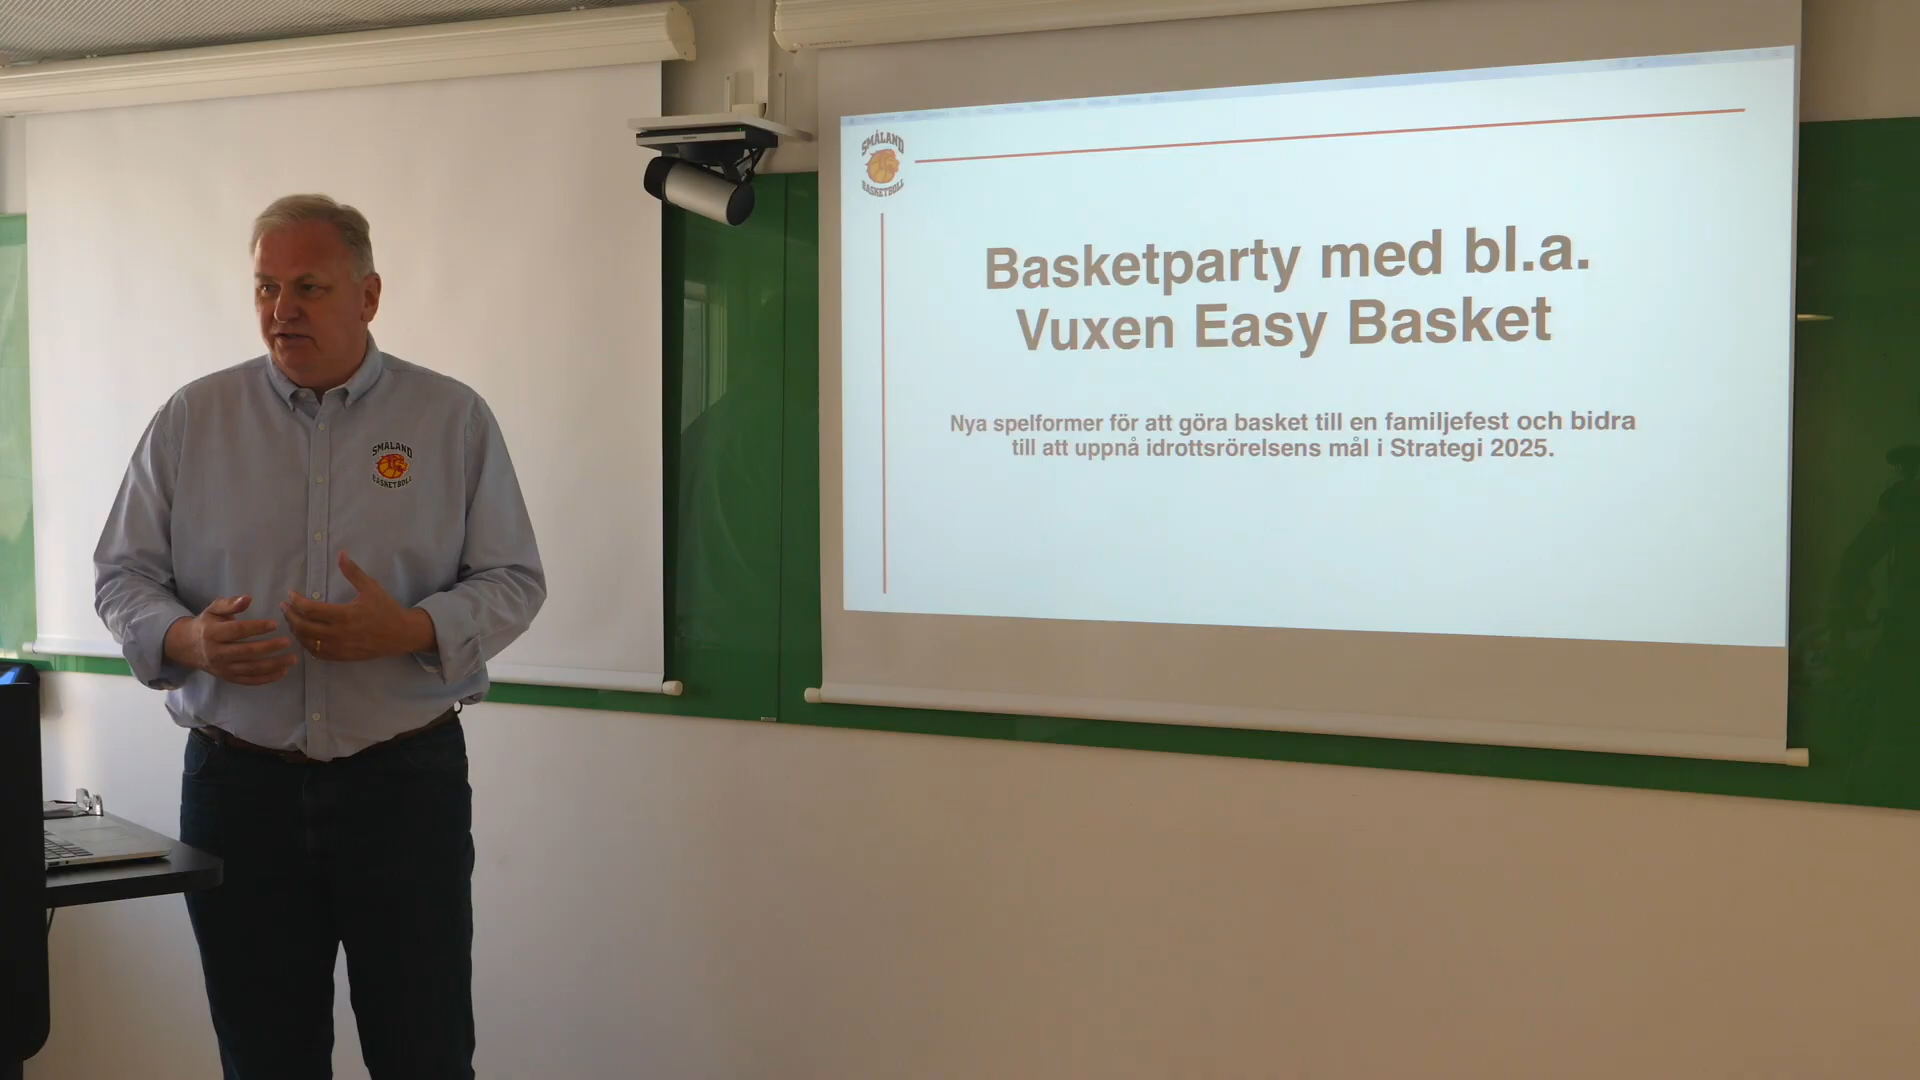 SMÅLAND
BASKETBOLL
Basketparty med bl.a.
Vuxen Easy Basket
Nya spelformer för att göra basket till en familjefest och bidra
till att uppnå idrottsrörelsens mål i Strategi 2025.
SMÅLAND
BASKETBOLL